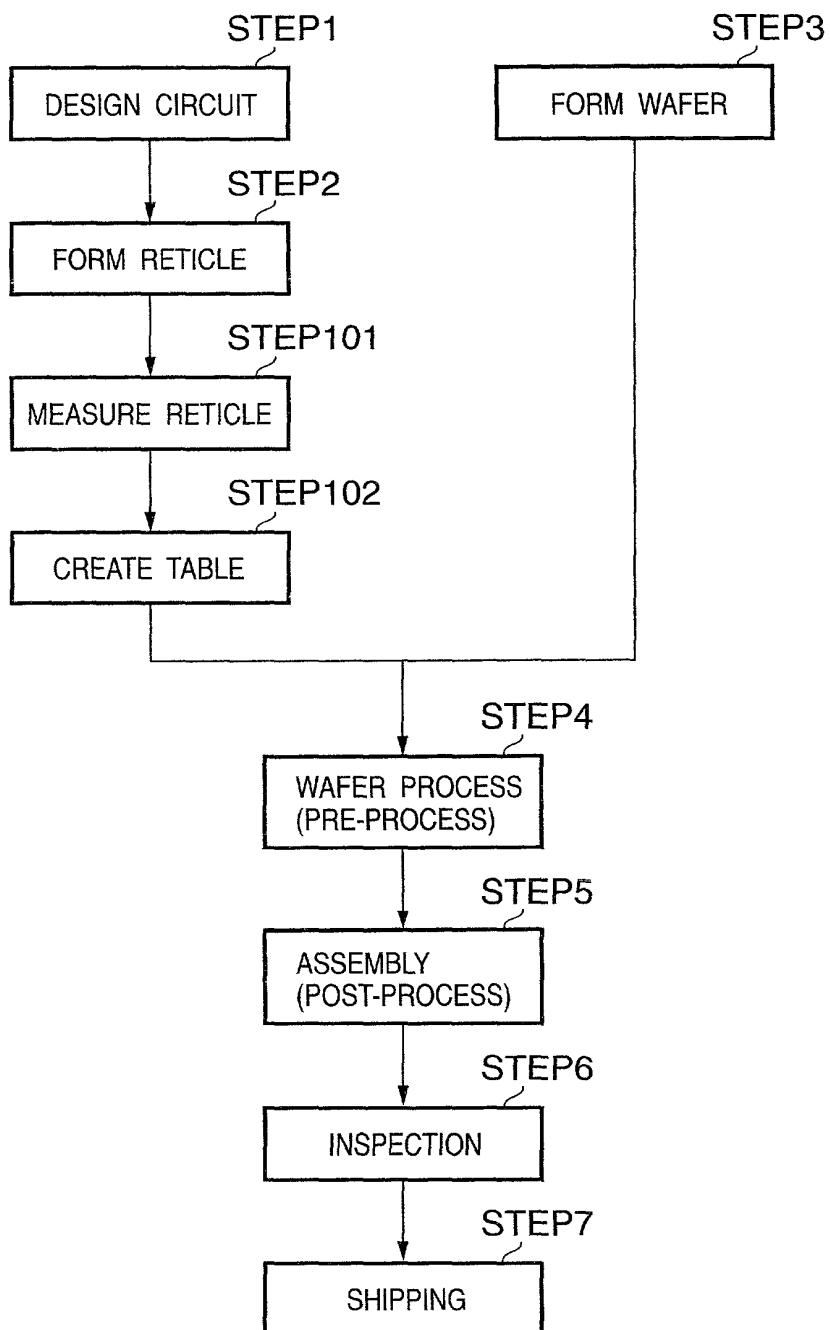 STEP1
DESIGN CIRCUIT
STEP3
FORM WAFER
STEP2
FORM RETICLE
STEP101
MEASURE RETICLE
STEP102
CREATE TABLE
STEP4
WAFER PROCESS
(PRE-PROCESS)
STEP5
ASSEMBLY
(POST-PROCESS)
STEP6
INSPECTION
STEP7
SHIPPING